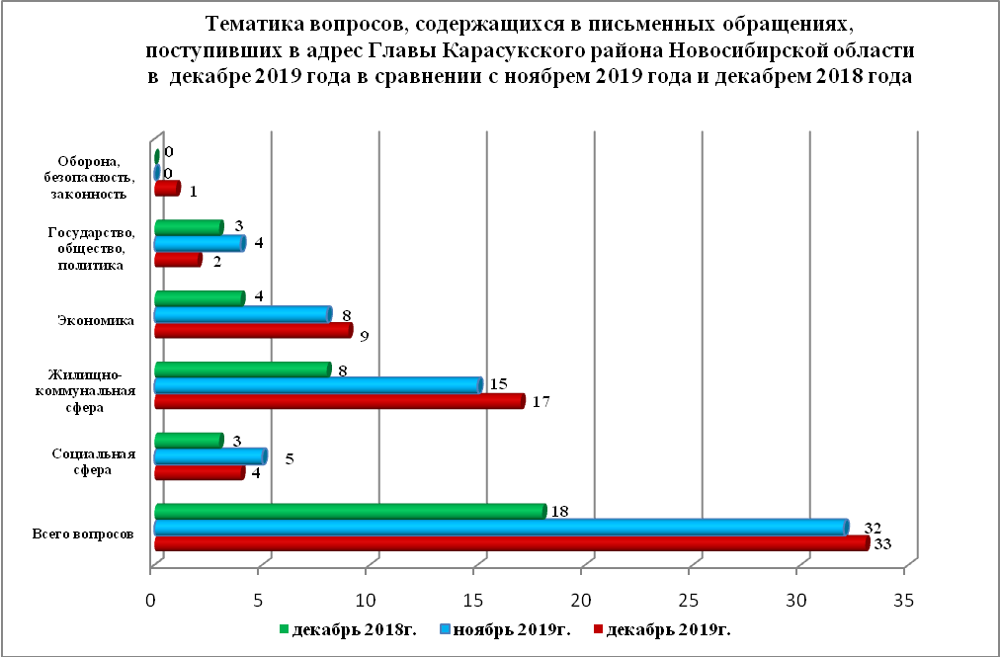 Тематика вопросов, содержащихся в письменных обращениях,
поступивших в адрес Главы Карасукского района Новосибирской области
в декабре 2019 года в сравнении с ноябрем 2019 года и декабрем 2018 года
Оборона,
безопасность,
законность
0
0
1
Государство,
общество,
политика
3
4
2
Экономика
4
8
9
Жилищно-
коммунальная
сфера
8
15
17
Социальная
сфера
3
5
4
Всего вопросов
18
32
33
0 5 10 15 20 25 30 35
декабрь 2018г. ноябрь 2019г. декабрь 2019г.